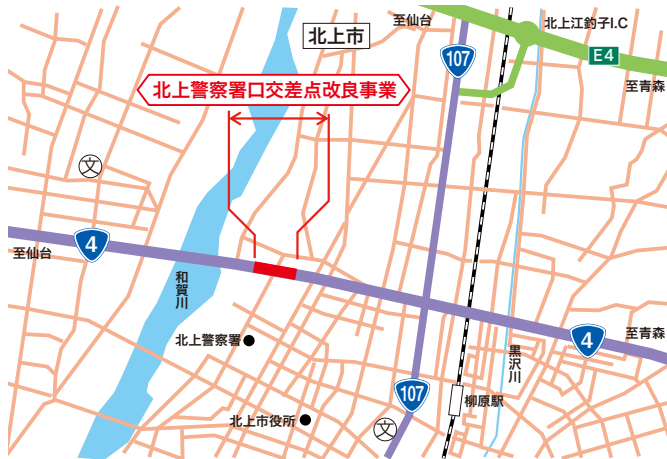 至仙台
北上江釣子I.C
北上市
107
E4
至青森
北上警察署口交差点改良事業
文
4
至仙台
和賀川
至青森
4
北上警察署
黒沢川
107
柳原駅
北上市役所
文